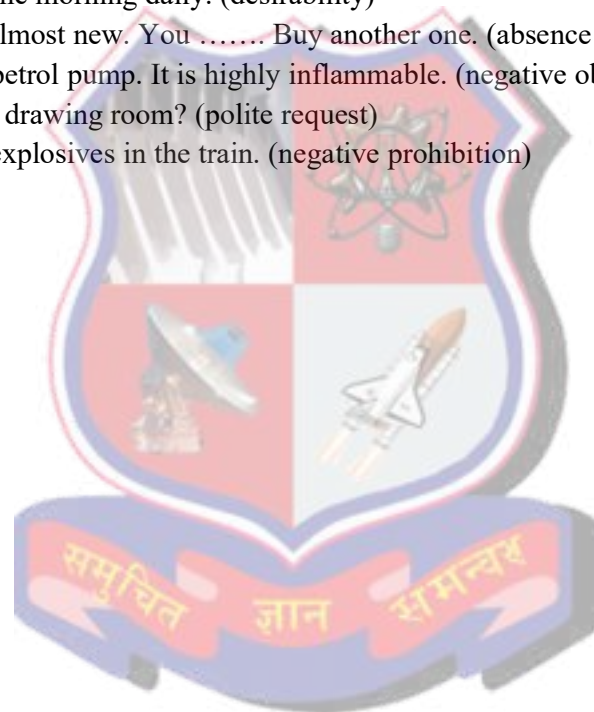 ne morning daily. (desirability)
lmost new. You ……. Buy another one. (absence
petrol pump. It is highly inflammable. (negative ob
drawing room? (polite request)
explosives in the train. (negative prohibition)
समुचित ज्ञान समन्वय